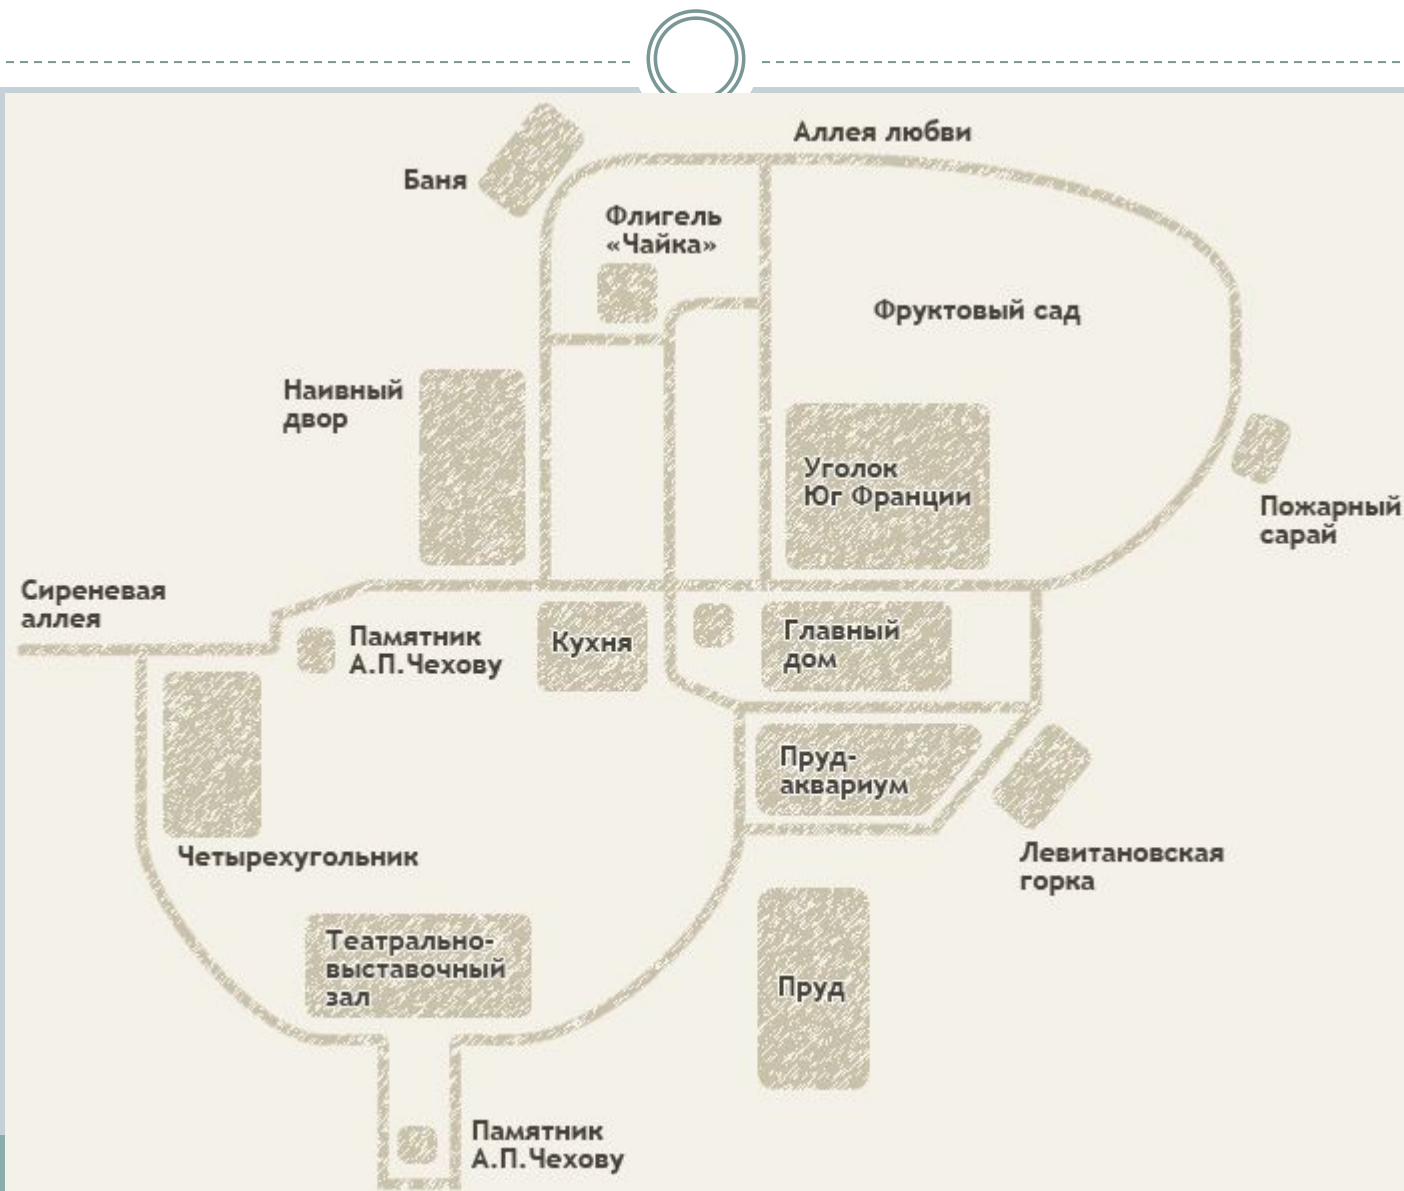 Аллея любви
Баня
Флигель
«Чайка»
Фруктовый сад
Наивный
двор
Уголок
Юг Франции
Пожарный
сарай
Сиреневая
аллея
Памятник
А.П.Чехову
Кухня
Главный
дом
Пруд-
аквариум
Четырехугольник
Левитановская
горка
Театрально-
выставочный
зал
Пруд
Памятник
А.П.Чехову